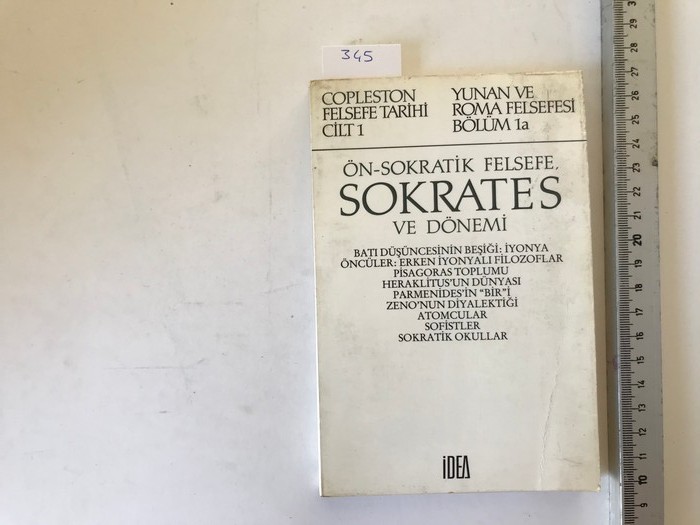 345
COPLESTON
FELSEFE TARİHİ
CİLT 1
YUNAN VE
ROMA FELSEFESİ
BÖLÜM 1a
ÖN-SOKRATİK FELSEFE,
SOKRATES
VE DÖNEMİ
BATI DÜŞÜNCESİNİN BEŞİĞİ: İYONYA
ÖNCÜLER: ERKEN İYONYALI FİLOZOFLAR
PİSAGORAS TOPLUMU
HERAKLİTUS'UN DÜNYASI
PARMENİDES'İN “BİR”İ
ZENO'NUN DİYALEKTİĞİ
ATOMCULAR
SOFİSTLER
SOKRATİK OKULLAR
İDEA
31
30
29
28
27
26
25
24
23
22
21
20
19
18
17
16
15
14
13
12
11
10
9